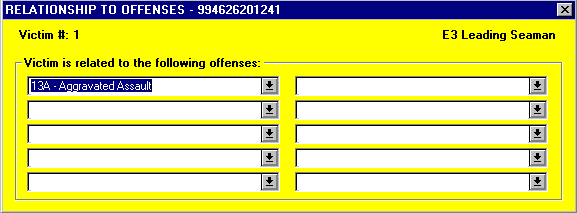 RELATIONSHIP TO OFFENSES - 994626201241
Victim #: 1 E3 Leading Seaman
Victim is related to the following offenses:
13A - Aggravated Assault